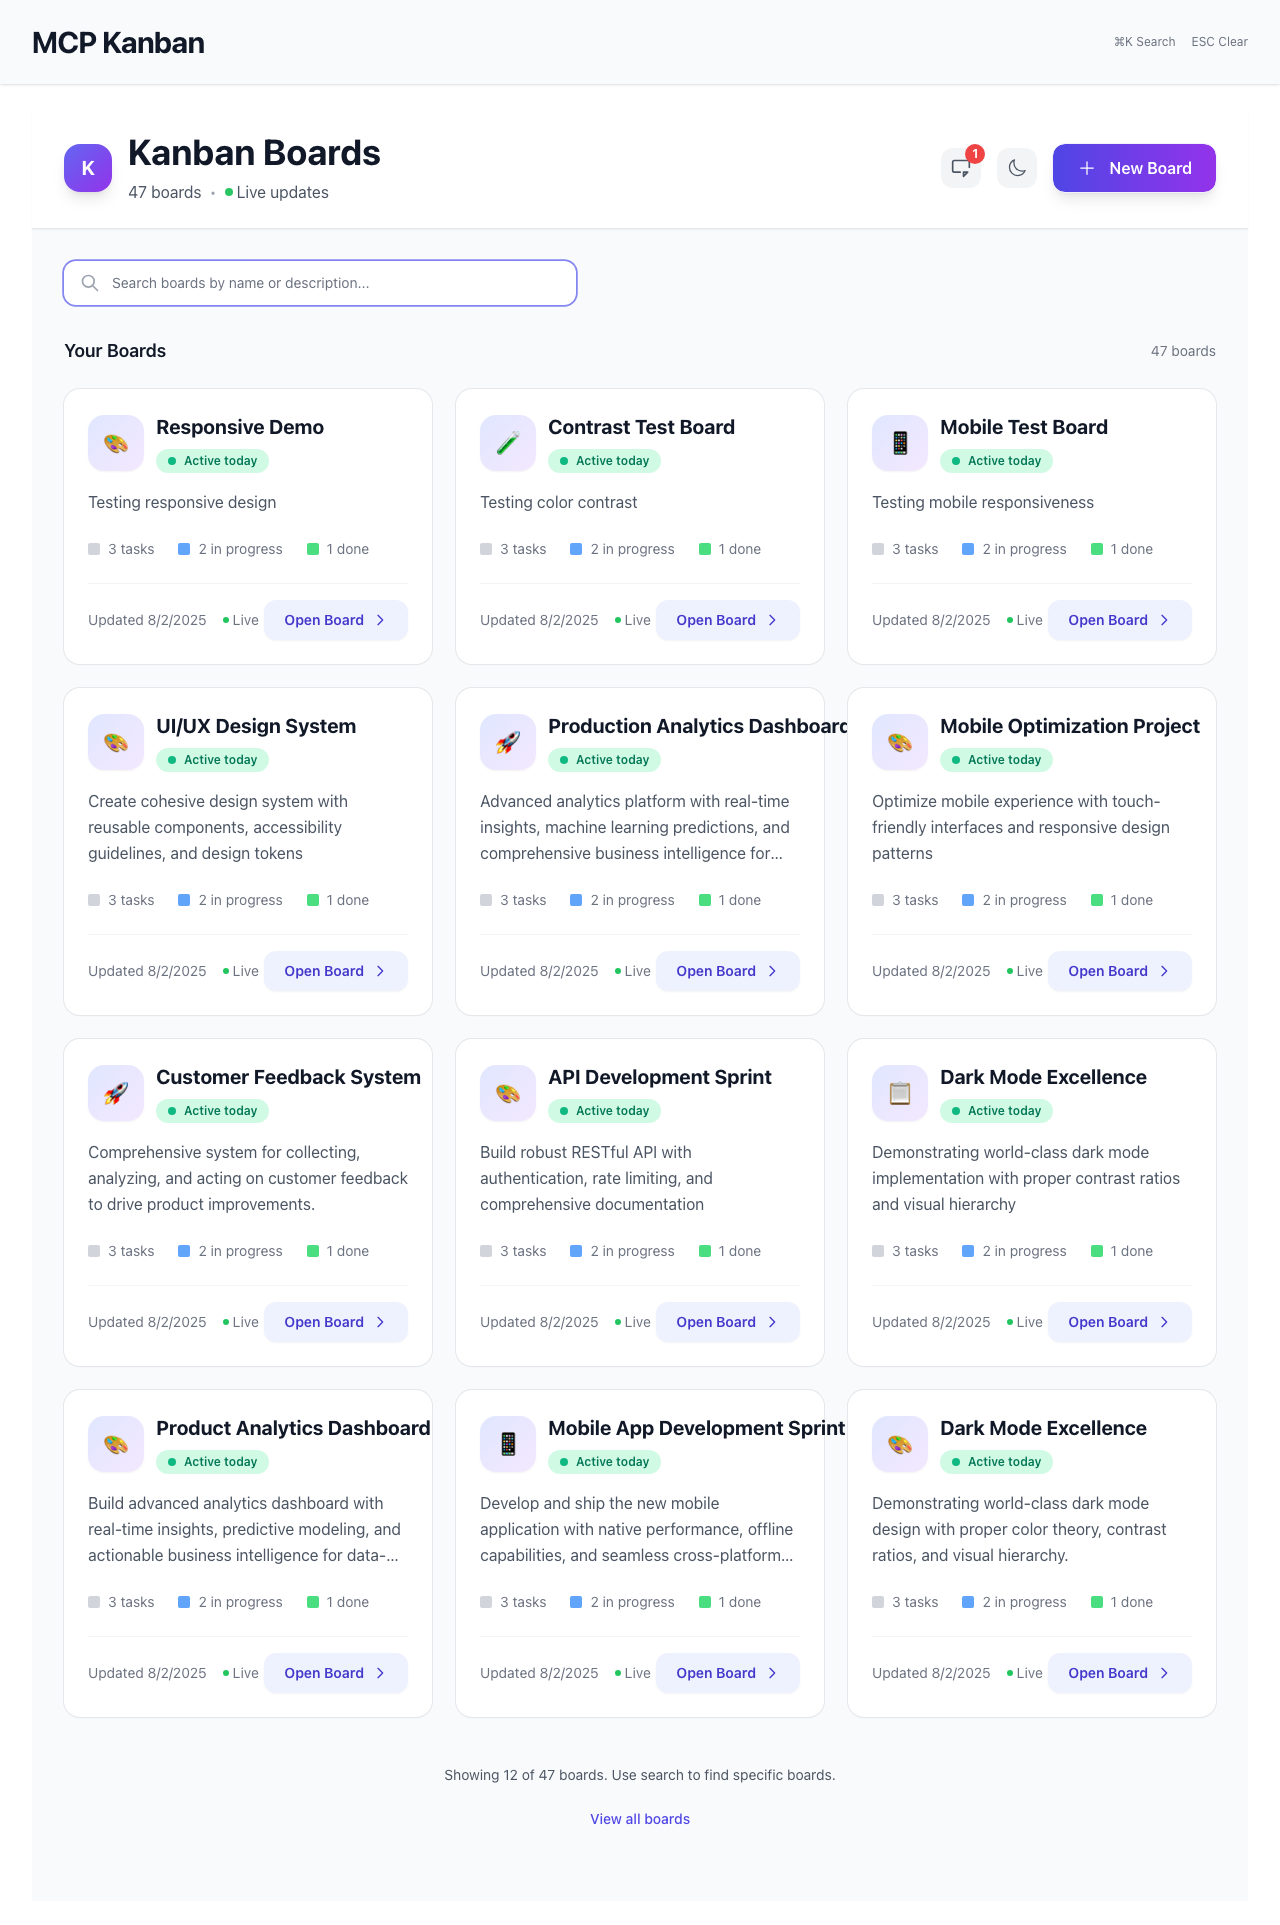 MCP Kanban
⌘K Search ESC Clear
K
Kanban Boards
47 boards • Live updates
1
New Board
Search boards by name or description...
Your Boards
47 boards
Responsive Demo
Active today
Testing responsive design
3 tasks 2 in progress 1 done
Updated 8/2/2025 Live Open Board
Contrast Test Board
Active today
Testing color contrast
3 tasks 2 in progress 1 done
Updated 8/2/2025 Live Open Board
Mobile Test Board
Active today
Testing mobile responsiveness
3 tasks 2 in progress 1 done
Updated 8/2/2025 Live Open Board
UI/UX Design System
Active today
Create cohesive design system with
reusable components, accessibility
guidelines, and design tokens
3 tasks 2 in progress 1 done
Updated 8/2/2025 Live Open Board
Production Analytics Dashboard
Active today
Advanced analytics platform with real-time
insights, machine learning predictions, and
comprehensive business intelligence for...
3 tasks 2 in progress 1 done
Updated 8/2/2025 Live Open Board
Mobile Optimization Project
Active today
Optimize mobile experience with touch-
friendly interfaces and responsive design
patterns
3 tasks 2 in progress 1 done
Updated 8/2/2025 Live Open Board
Customer Feedback System
Active today
Comprehensive system for collecting,
analyzing, and acting on customer feedback
to drive product improvements.
3 tasks 2 in progress 1 done
Updated 8/2/2025 Live Open Board
API Development Sprint
Active today
Build robust RESTful API with
authentication, rate limiting, and
comprehensive documentation
3 tasks 2 in progress 1 done
Updated 8/2/2025 Live Open Board
Dark Mode Excellence
Active today
Demonstrating world-class dark mode
implementation with proper contrast ratios
and visual hierarchy
3 tasks 2 in progress 1 done
Updated 8/2/2025 Live Open Board
Product Analytics Dashboard
Active today
Build advanced analytics dashboard with
real-time insights, predictive modeling, and
actionable business intelligence for data-...
3 tasks 2 in progress 1 done
Updated 8/2/2025 Live Open Board
Mobile App Development Sprint
Active today
Develop and ship the new mobile
application with native performance, offline
capabilities, and seamless cross-platform...
3 tasks 2 in progress 1 done
Updated 8/2/2025 Live Open Board
Dark Mode Excellence
Active today
Demonstrating world-class dark mode
design with proper color theory, contrast
ratios, and visual hierarchy.
3 tasks 2 in progress 1 done
Updated 8/2/2025 Live Open Board
Showing 12 of 47 boards. Use search to find specific boards.
View all boards